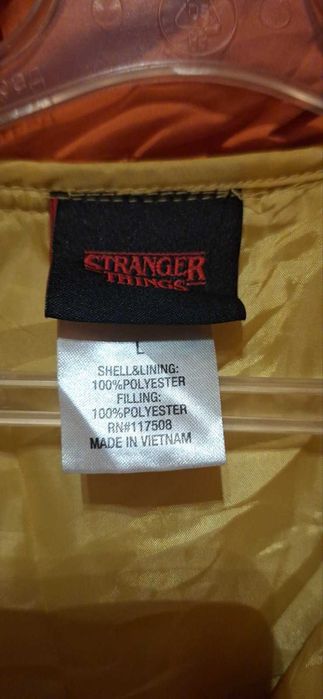 STRANGER
THINGS
L
SHELL&LINING:
100%POLYESTER
FILLING:
100%POLYESTER
RN#117508
MADE IN VIETNAM